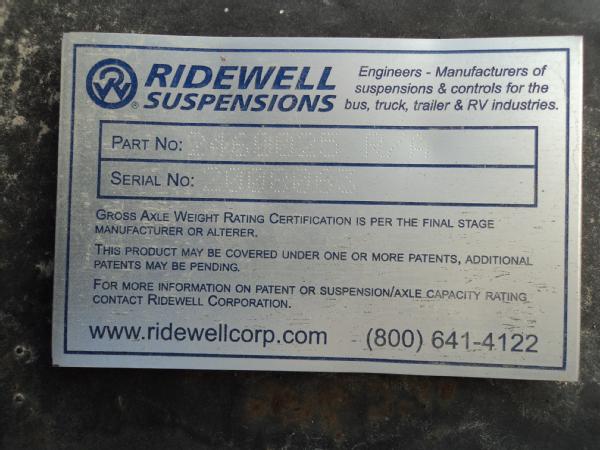 RIDEWELL
SUSPENSIONS
®
Engineers - Manufacturers of
suspensions & controls for the
bus, truck, trailer & RV industries.
PART NO:
SERIAL NO:
GROSS AXLE WEIGHT RATING CERTIFICATION IS PER THE FINAL STAGE
MANUFACTURER OR ALTERER.
THIS PRODUCT MAY BE COVERED UNDER ONE OR MORE PATENTS, ADDITIONAL
PATENTS MAY BE PENDING.
FOR MORE INFORMATION ON PATENT OR SUSPENSION/AXLE CAPACITY RATING
CONTACT RIDEWELL CORPORATION.
www.ridewellcorp.com (800) 641-4122